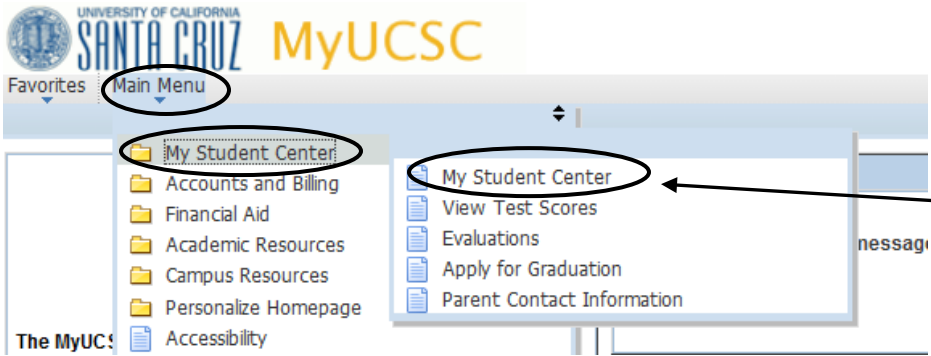 UNIVERSITY OF CALIFORNIA
SANTA CRUZ
MyUCSC
Favorites
Main Menu
My Student Center
Accounts and Billing
Financial Aid
Academic Resources
Campus Resources
Personalize Homepage
Accessibility
My Student Center
View Test Scores
Evaluations
Apply for Graduation
Parent Contact Information
message
The MyUCS